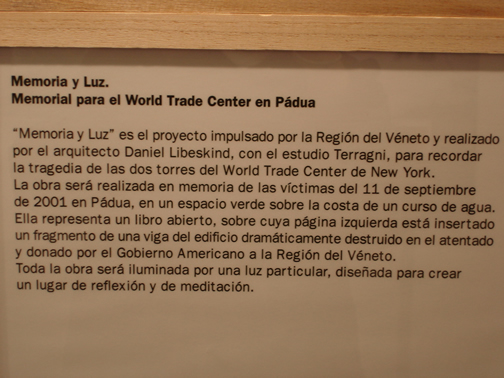 Memoria y Luz.
Memorial para el World Trade Center en Pádua
“Memoria y Luz” es el proyecto impulsado por la Región del Véneto y realizado
por el arquitecto Daniel Libeskind, con el estudio Terragni, para recordar
la tragedia de las dos torres del World Trade Center de New York.
La obra será realizada en memoria de las víctimas del 11 de septiembre
de 2001 en Pádua, en un espacio verde sobre la costa de un curso de agua.
Ella representa un libro abierto, sobre cuya página izquierda está insertado
un fragmento de una viga del edificio dramáticamente destruido en el atentado
y donado por el Gobierno Americano a la Región del Véneto.
Toda la obra será iluminada por una luz particular, diseñada para crear
un lugar de reflexión y de meditación.